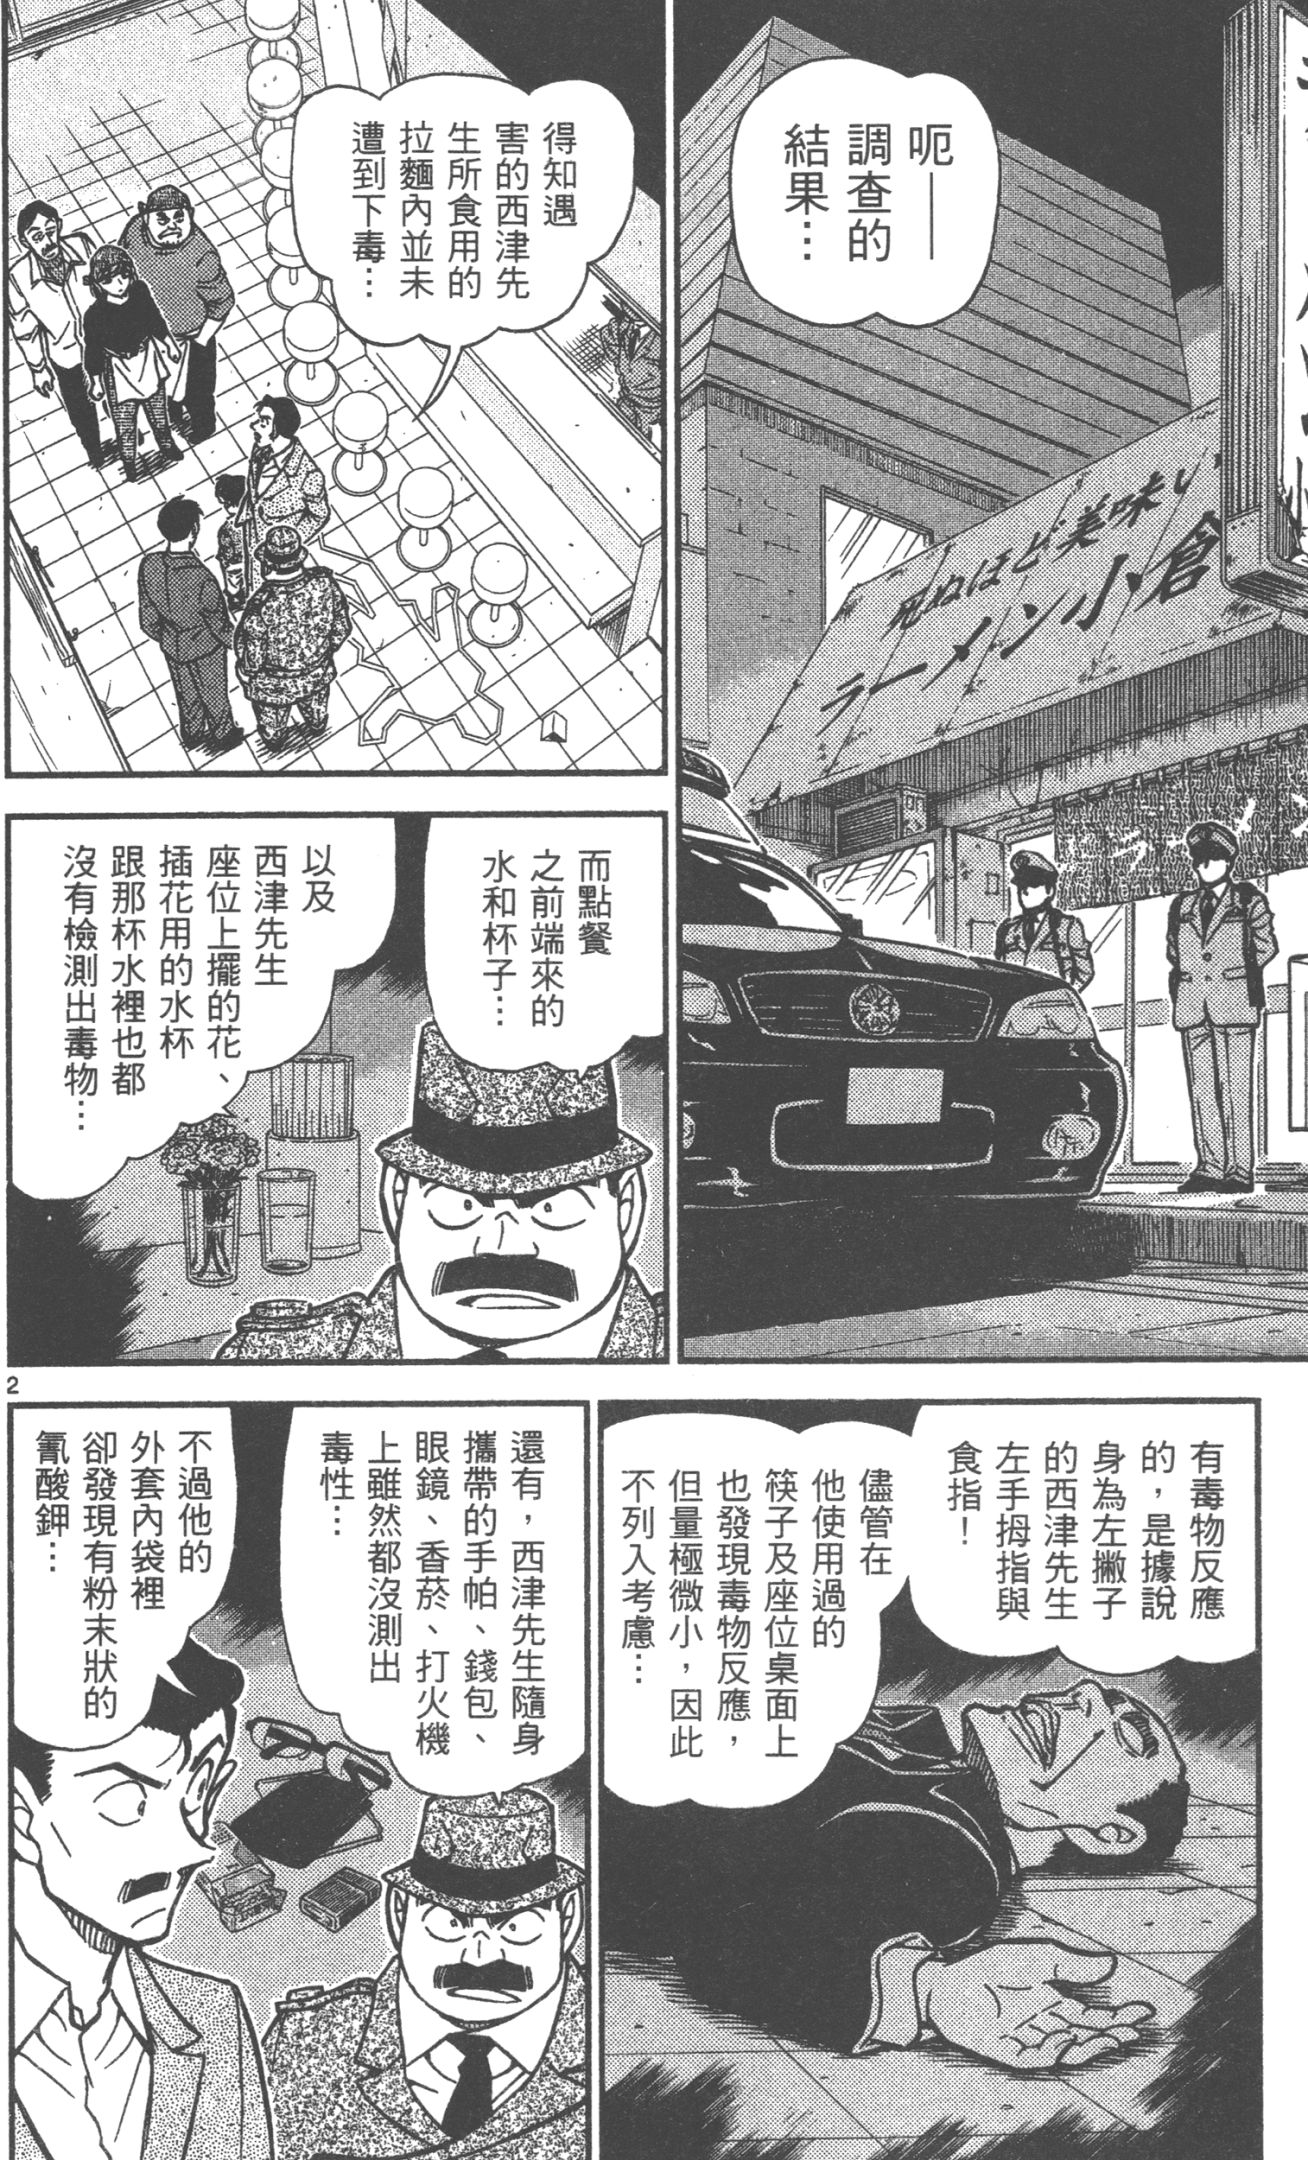 呃——
調查的
結果…
死ぬほど美味い
ラーメン小倉
得知遇
害的西津先
生所食用的
拉麵內並未
遭到下毒…
而點餐
之前端來的
水和杯子…
以及
西津先生
座位上擺的花、
插花用的水杯
跟那杯水裡也都
沒有檢測出毒物…
2
有毒物反應
的，是據說
身為左撇子
的西津先生
左手拇指與
食指！
儘管在
他使用過的
筷子及座位桌面上
也發現毒物反應，
但量極微小，因此
不列入考慮…
還有，西津先生隨身
攜帶的手帕、錢包、
眼鏡、香菸、打火機
上雖然都沒測出
毒性…
不過他的
外套內袋裡
卻發現有粉末狀的
氰酸鉀…